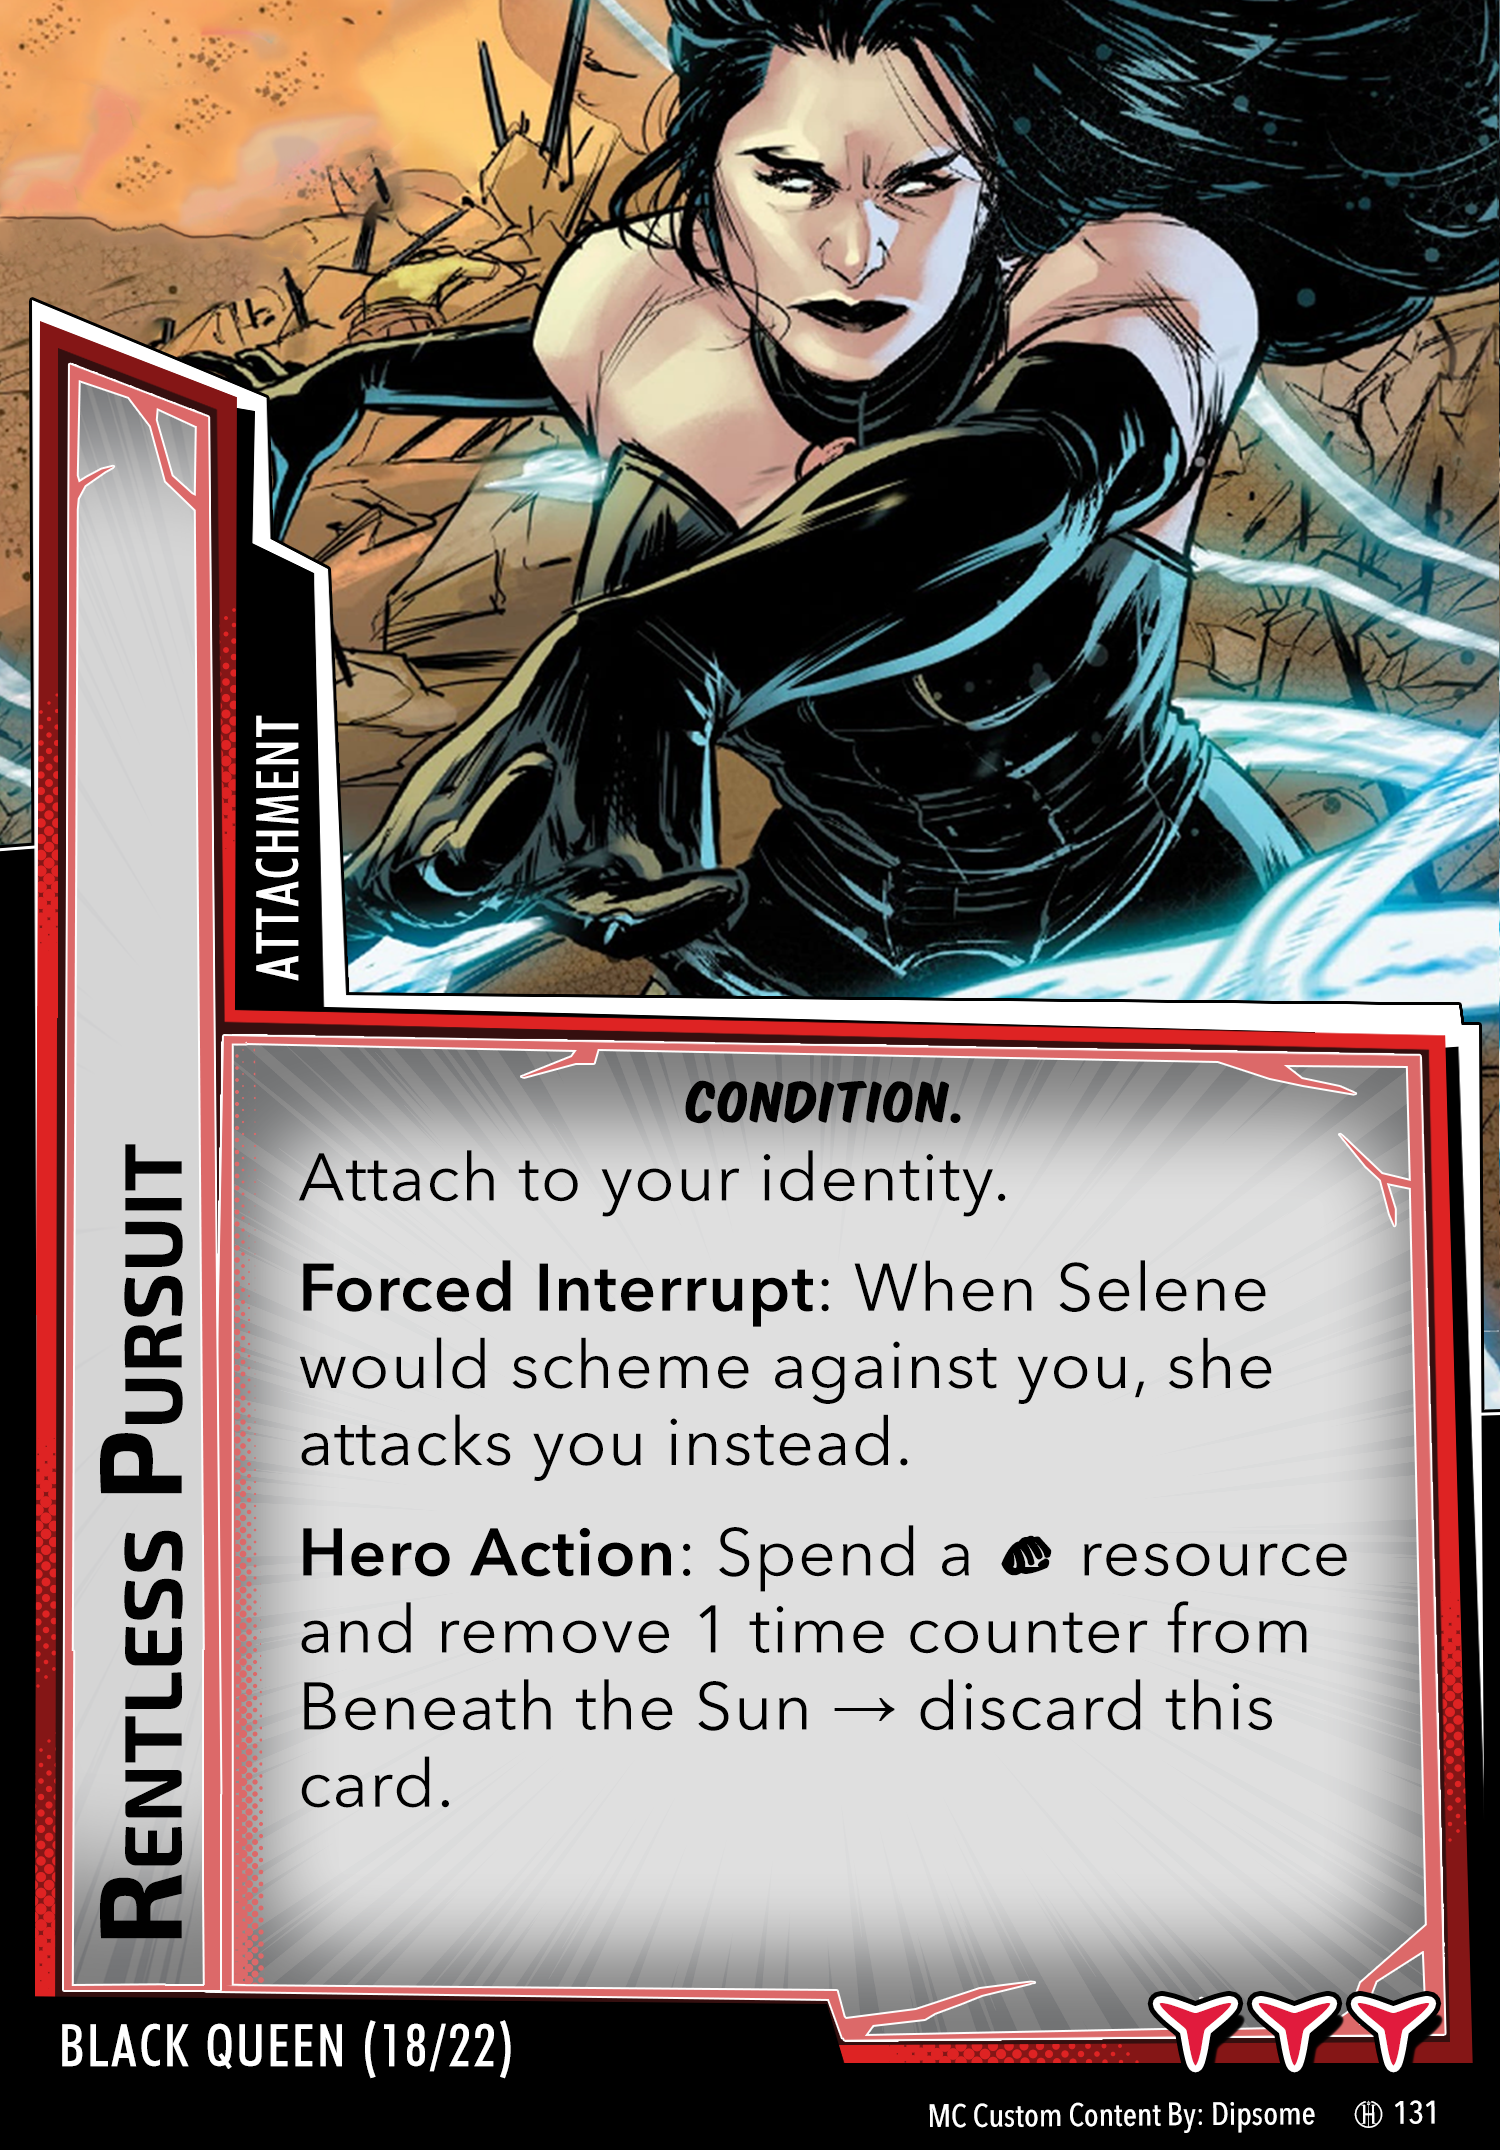 ATTACHMENT
RENTLESS PURSUIT
CONDITION.
Attach to your identity.
Forced Interrupt: When Selene
would scheme against you, she
attacks you instead.
Hero Action: Spend a resource
and remove 1 time counter from
Beneath the Sun → discard this
card.
BLACK QUEEN (18/22)
MC Custom Content By: Dipsome 131